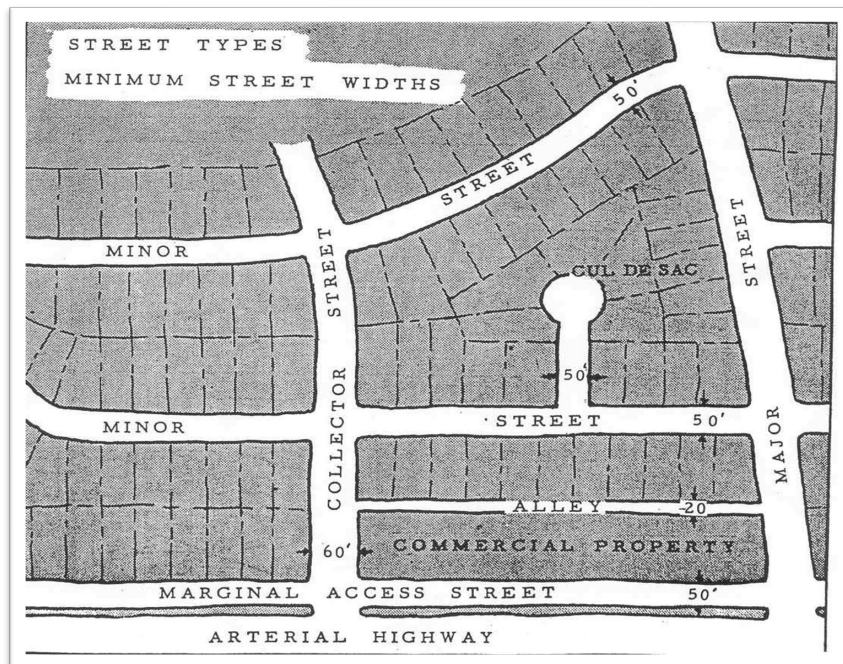 STREET TYPES
MINIMUM STREET WIDTHS
50'
STREET
MINOR
STREET
STREET
CUL DE SAC
50'
MINOR
STREET
50'
COLLECTOR
MAJOR
ALLEY
20
60'
COMMERCIAL PROPERTY
MARGINAL ACCESS STREET
50'
ARTERIAL HIGHWAY